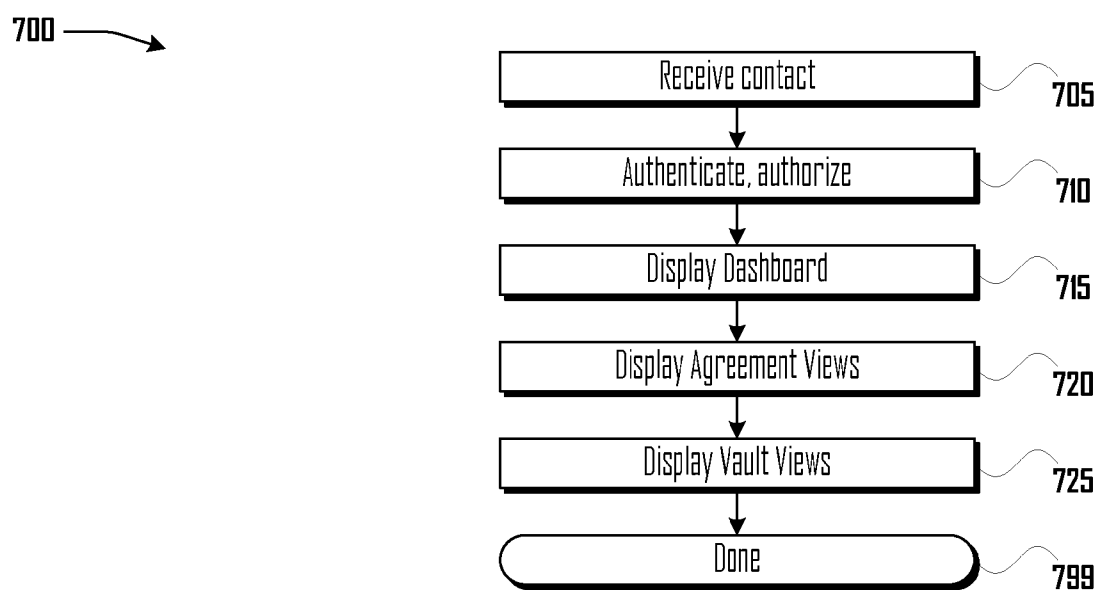 700
Receive contact
705
Authenticate, authorize
710
Display Dashboard
715
Display Agreement Views
720
Display Vault Views
725
Done
799